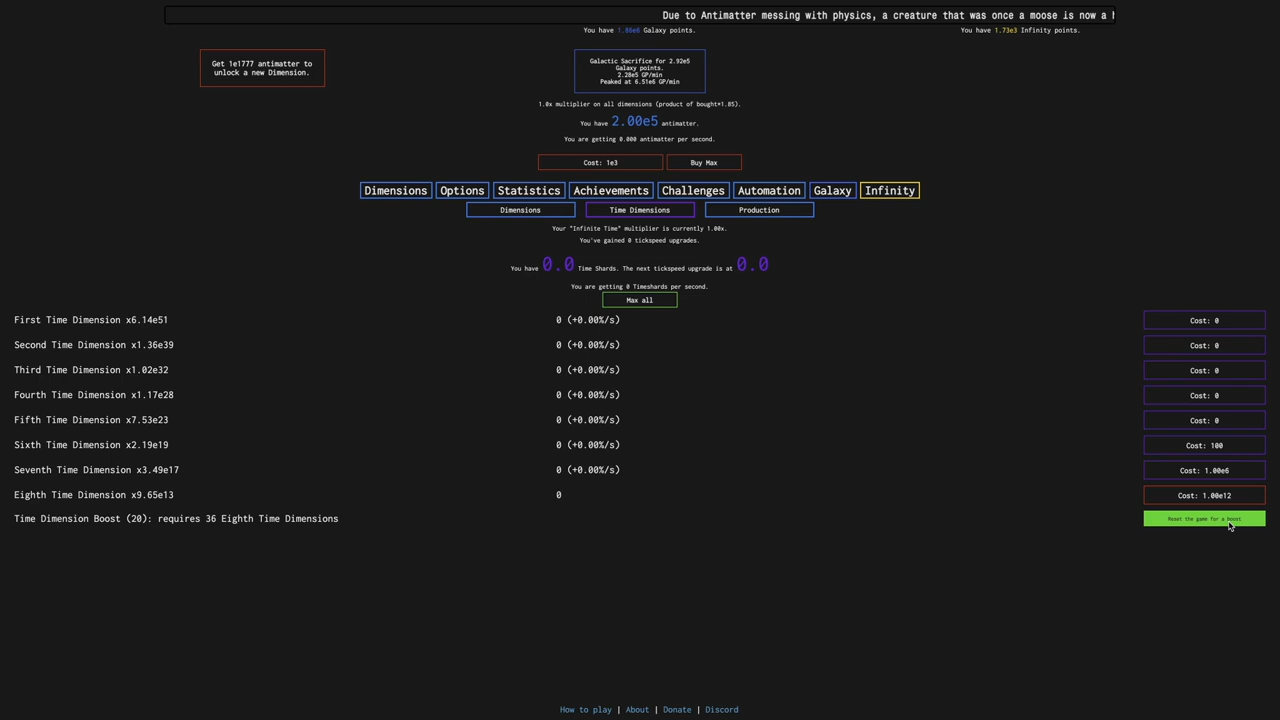 Due to Antimatter messing with physics, a creature that was once a moose is now a
You have 1.86e6 Galaxy points.
You have 1.73e3 Infinity points.
Get 1e1777 antimatter to
unlock a new Dimension.
Galactic Sacrifice for 2.92e5
Galaxy points.
2.28e5 GP/min
Peaked at 6.51e6 GP/min
1.0x multiplier on all dimensions (product of bought*1.85).
You have 2.00e5 antimatter.
You are getting 0.000 antimatter per second.
Cost: 1e3
Buy Max
Dimensions
Options
Statistics
Achievements
Challenges
Automation
Galaxy
Infinity
Dimensions
Time Dimensions
Production
Your "Infinite Time" multiplier is currently 1.00x.
You've gained 0 tickspeed upgrades.
You have 0.0 Time Shards. The next tickspeed upgrade is at 0.0
You are getting 0 Timeshards per second.
Max all
First Time Dimension x6.14e51
0 (+0.00%/s)
Cost: 0
Second Time Dimension x1.36e39
0 (+0.00%/s)
Cost: 0
Third Time Dimension x1.02e32
0 (+0.00%/s)
Cost: 0
Fourth Time Dimension x1.17e28
0 (+0.00%/s)
Cost: 0
Fifth Time Dimension x7.53e23
0 (+0.00%/s)
Cost: 0
Sixth Time Dimension x2.19e19
0 (+0.00%/s)
Cost: 100
Seventh Time Dimension x3.49e17
0 (+0.00%/s)
Cost: 1.00e6
Eighth Time Dimension x9.65e13
0
Cost: 1.00e12
Time Dimension Boost (20): requires 36 Eighth Time Dimensions
Reset the game for a boost
How to play | About | Donate | Discord